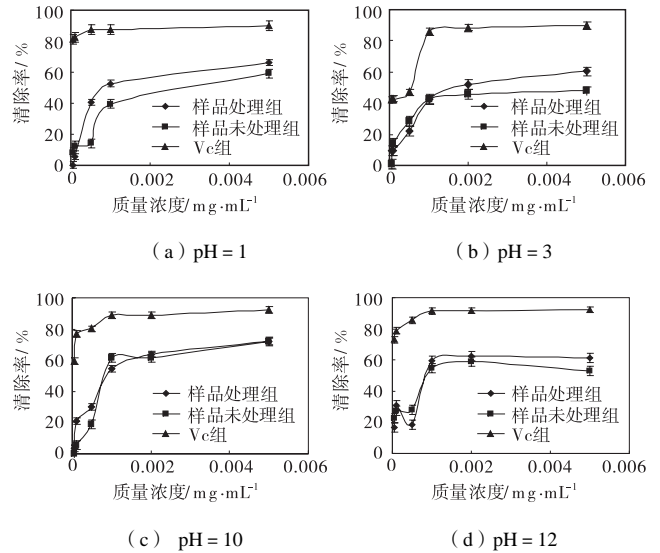 100
80
60
40
20
0
清除率/ %
0 0.002 0.004 0.006
质量浓度/ mg·mL⁻¹
样品处理组
样品未处理组
Vc组
(a) pH = 1
100
80
60
40
20
0
清除率/ %
0 0.002 0.004 0.006
质量浓度/ mg·mL⁻¹
样品处理组
样品未处理组
Vc组
(b) pH = 3
100
80
60
40
20
0
清除率/ %
0 0.002 0.004 0.006
质量浓度/ mg·mL⁻¹
样品处理组
样品未处理组
Vc组
(c) pH = 10
100
80
60
40
20
0
清除率/ %
0 0.002 0.004 0.006
质量浓度/ mg·mL⁻¹
样品处理组
样品未处理组
Vc组
(d) pH = 12